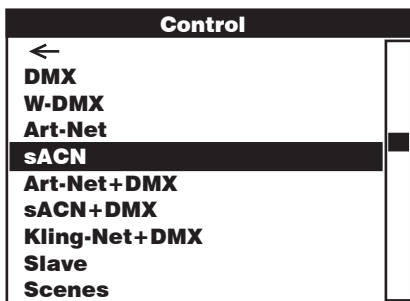 Control
←
DMX
W-DMX
Art-Net
sACN
Art-Net+DMX
sACN+DMX
Kling-Net+DMX
Slave
Scenes